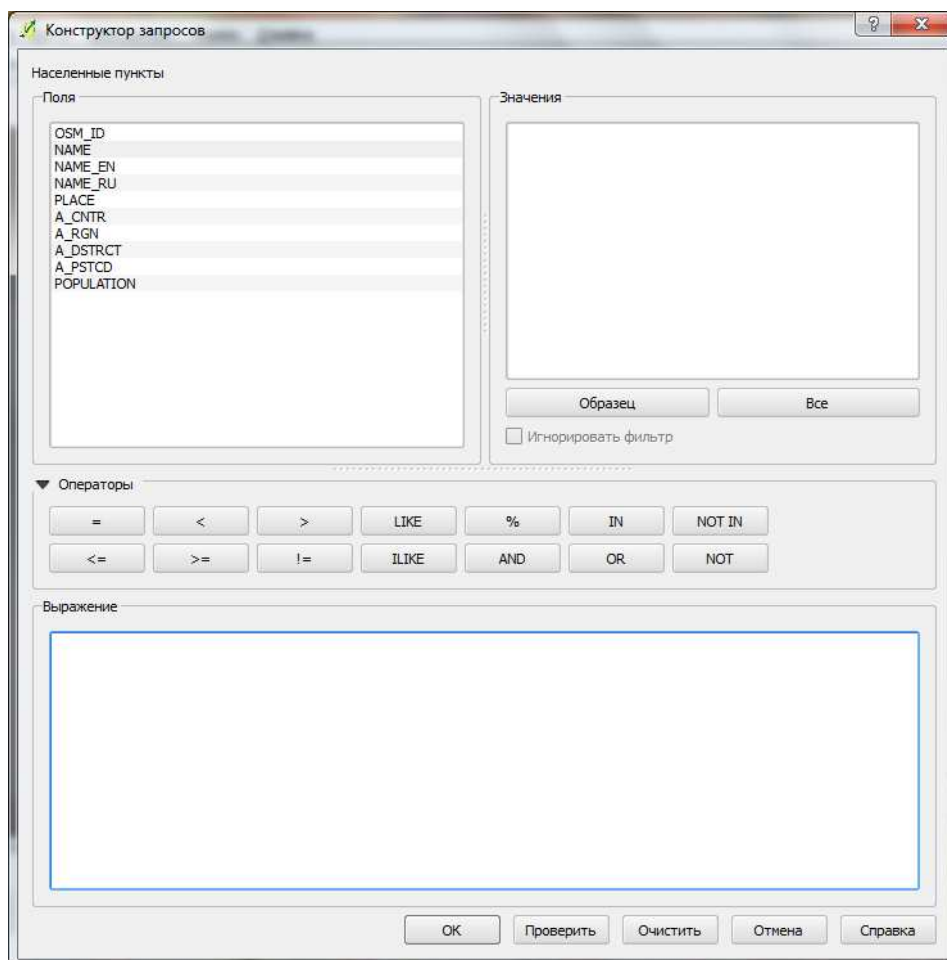 Конструктор запросов
Населенные пункты
Поля
OSM_ID
NAME
NAME_EN
NAME_RU
PLACE
A_CNTR
A_RGN
A_DSTRCT
A_PSTCD
POPULATION
Значения
Образец
Все
Игнорировать фильтр
Операторы
= < > LIKE % IN NOT IN
<= >= != ILIKE AND OR NOT
Выражение
OK Проверить Очистить Отмена Справка